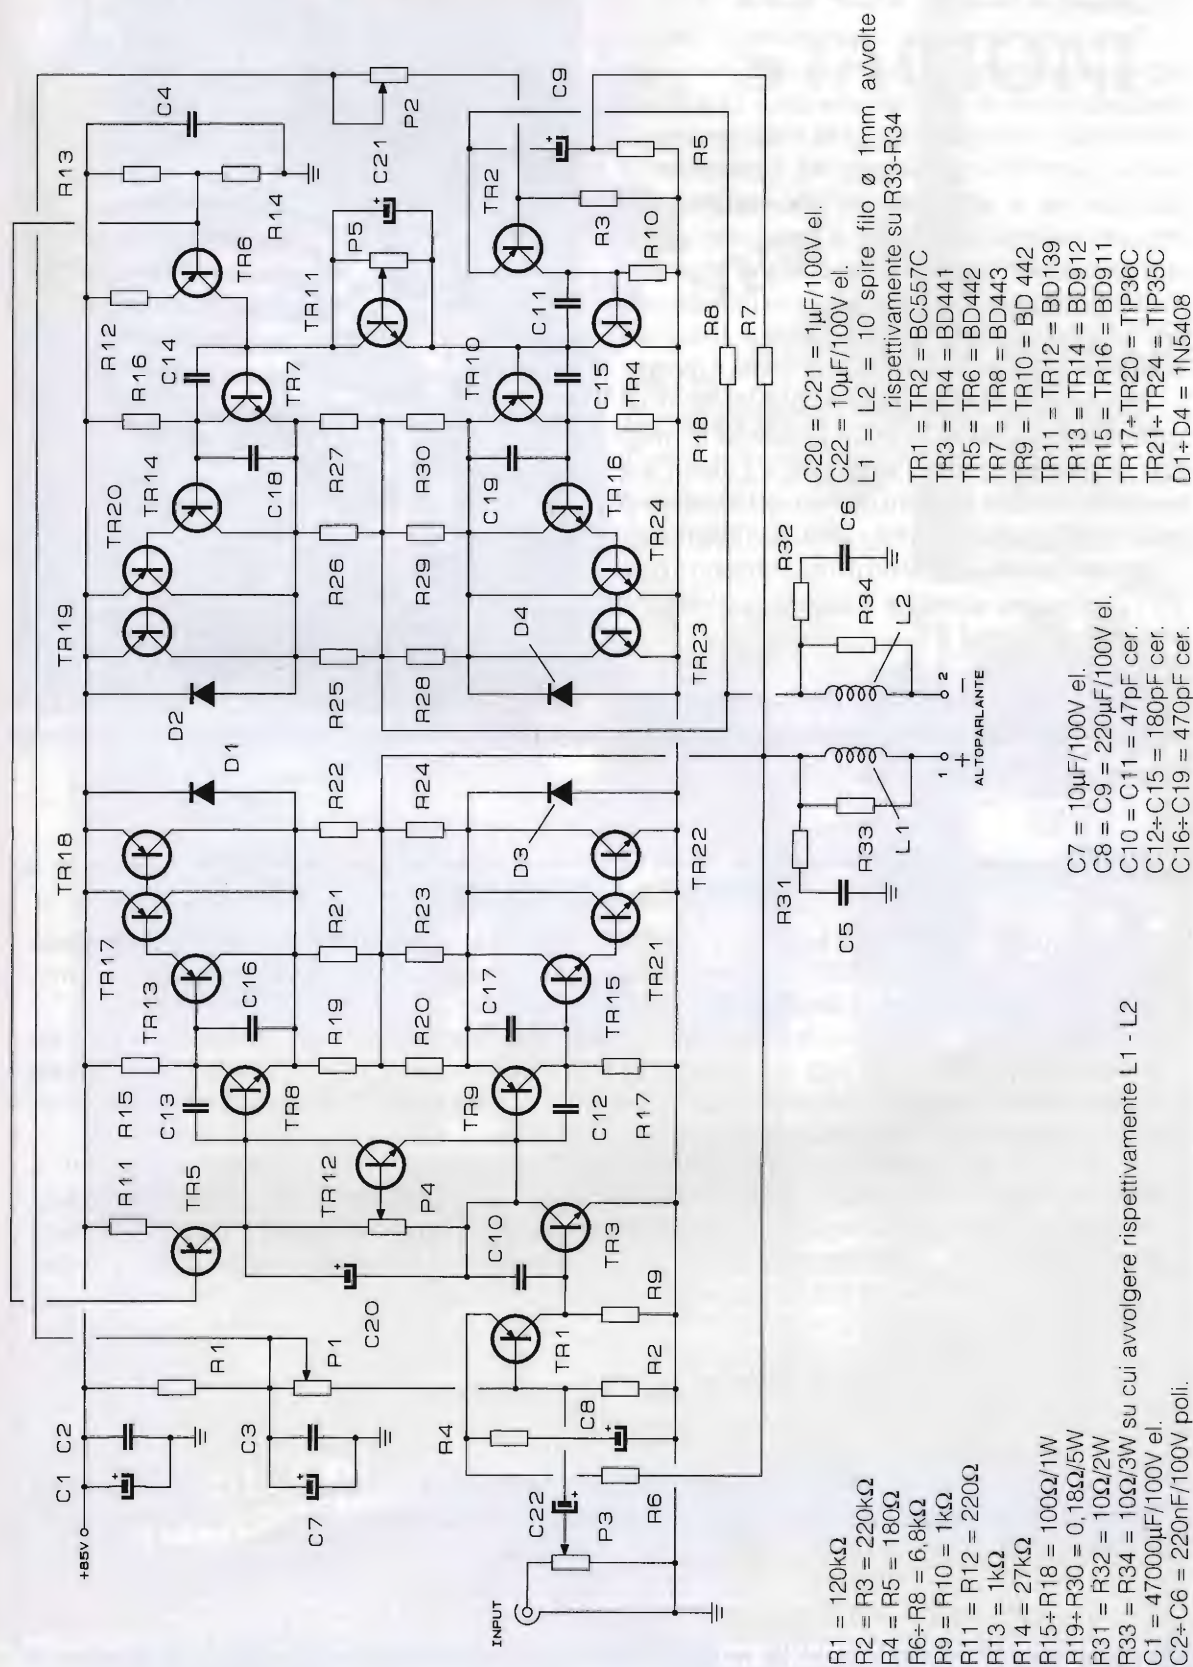 +85V
C1
C2
R1
C3
C7
P1
R4
C8
R2
C22
P3
R6
INPUT
R11
TR5
C20
C10
P4
TR12
TR3
TR1
R9
R15
C13
TR8
TR9
C12
R17
TR13
C16
R19
R20
C17
TR15
TR17
R21
R23
TR21
TR18
R22
R24
TR22
D1
D3
D2
D4
TR19
R25
R28
TR23
TR20
R26
R29
TR24
TR14
C18
R27
R30
C19
TR16
R16
C14
TR7
TR10
C15
TR4
R18
R12
TR6
TR11
P5
C21
C11
R10
R13
R14
C4
P2
TR2
R3
C9
R5
R8
R7
R31
C5
R33
L1
R32
C6
R34
L2
1
+
2
−
ALTOPARLANTE
R1 = 120kΩ
R2 = R3 = 220kΩ
R4 = R5 = 180Ω
R6÷R8 = 6,8kΩ
R9 = R10 = 1kΩ
R11 = R12 = 220Ω
R13 = 1kΩ
R14 = 27kΩ
R15÷R18 = 100Ω/1W
R19÷R30 = 0,18Ω/5W
R31 = R32 = 10Ω/2W
R33 = R34 = 10Ω/3W su cui avvolgere rispettivamente L1 - L2
C1 = 47000µF/100V el.
C2÷C6 = 220nF/100V poli.
C7 = 10µF/100V el.
C8 = C9 = 220µF/100V el.
C10 = C11 = 47pF cer.
C12÷C15 = 180pF cer.
C16÷C19 = 470pF cer.
C20 = C21 = 1µF/100V el.
C22 = 10µF/100V el.
L1 = L2 = 10 spire filo ø 1mm avvolte
rispettivamente su R33-R34
TR1 = TR2 = BC557C
TR3 = TR4 = BD441
TR5 = TR6 = BD442
TR7 = TR8 = BD443
TR9 = TR10 = BD 442
TR11 = TR12 = BD139
TR13 = TR14 = BD912
TR15 = TR16 = BD911
TR17÷TR20 = TIP36C
TR21÷TR24 = TIP35C
D1÷D4 = 1N5408